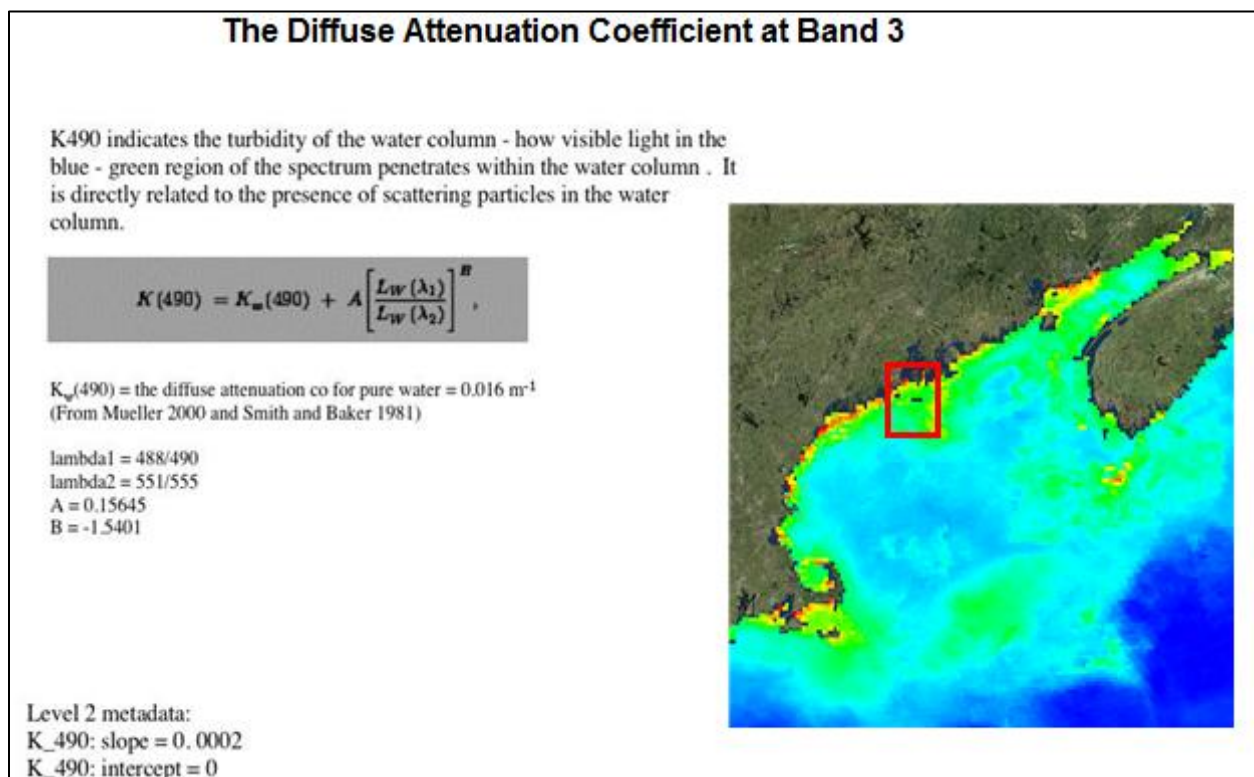 The Diffuse Attenuation Coefficient at Band 3
K490 indicates the turbidity of the water column - how visible light in the
blue - green region of the spectrum penetrates within the water column . It
is directly related to the presence of scattering particles in the water
column.
K(490) = K_w(490) + A[L_W(λ₁)/L_W(λ₂)]^B,
K_w(490) = the diffuse attenuation co for pure water = 0.016 m⁻¹
(From Mueller 2000 and Smith and Baker 1981)
lambda1 = 488/490
lambda2 = 551/555
A = 0.15645
B = -1.5401
Level 2 metadata:
K_490: slope = 0.0002
K_490: intercept = 0